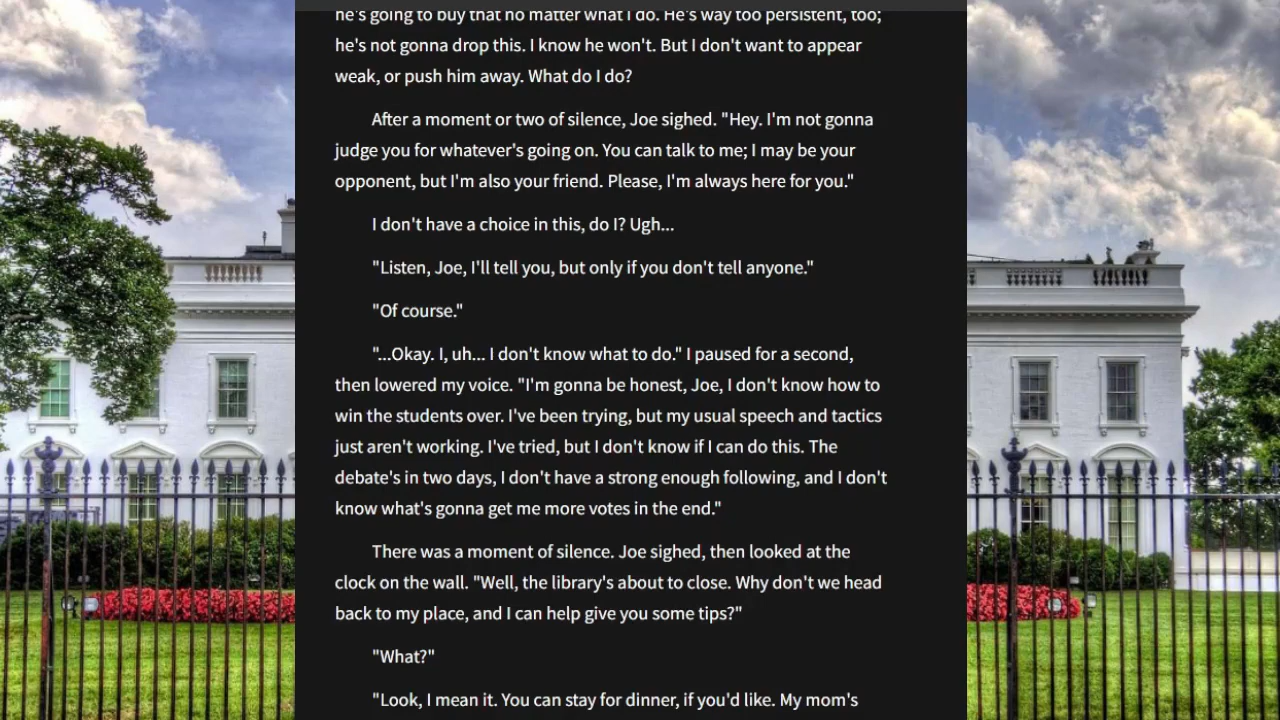 he's going to buy that no matter what I do. He's way too persistent, too;
he's not gonna drop this. I know he won't. But I don't want to appear
weak, or push him away. What do I do?
After a moment or two of silence, Joe sighed. "Hey. I'm not gonna
judge you for whatever's going on. You can talk to me; I may be your
opponent, but I'm also your friend. Please, I'm always here for you."
I don't have a choice in this, do I? Ugh...
"Listen, Joe, I'll tell you, but only if you don't tell anyone."
"Of course."
"...Okay. I, uh... I don't know what to do." I paused for a second,
then lowered my voice. "I'm gonna be honest, Joe, I don't know how to
win the students over. I've been trying, but my usual speech and tactics
just aren't working. I've tried, but I don't know if I can do this. The
debate's in two days, I don't have a strong enough following, and I don't
know what's gonna get me more votes in the end."
There was a moment of silence. Joe sighed, then looked at the
clock on the wall. "Well, the library's about to close. Why don't we head
back to my place, and I can help give you some tips?"
"What?"
"Look, I mean it. You can stay for dinner, if you'd like. My mom's